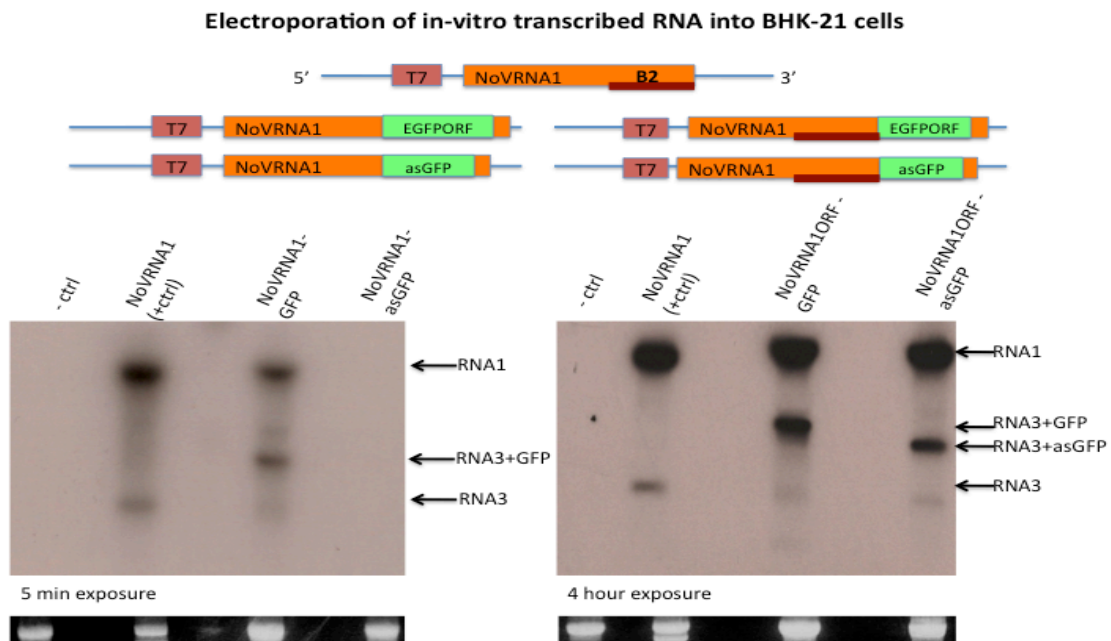 Electroporation of in-vitro transcribed RNA into BHK-21 cells
5’ T7 NoVRNA1 B2 3’
T7 NoVRNA1 EGFPORF
T7 NoVRNA1 asGFP
T7 NoVRNA1 EGFPORF
T7 NoVRNA1 asGFP
- ctrl
NoVRNA1
(+ctrl)
NoVRNA1-
GFP
NoVRNA1-
asGFP
RNA1
RNA3+GFP
RNA3
5 min exposure
- ctrl
NoVRNA1
(+ctrl)
NoVRNA1ORF -
GFP
NoVRNA1ORF -
asGFP
RNA1
RNA3+GFP
RNA3+asGFP
RNA3
4 hour exposure